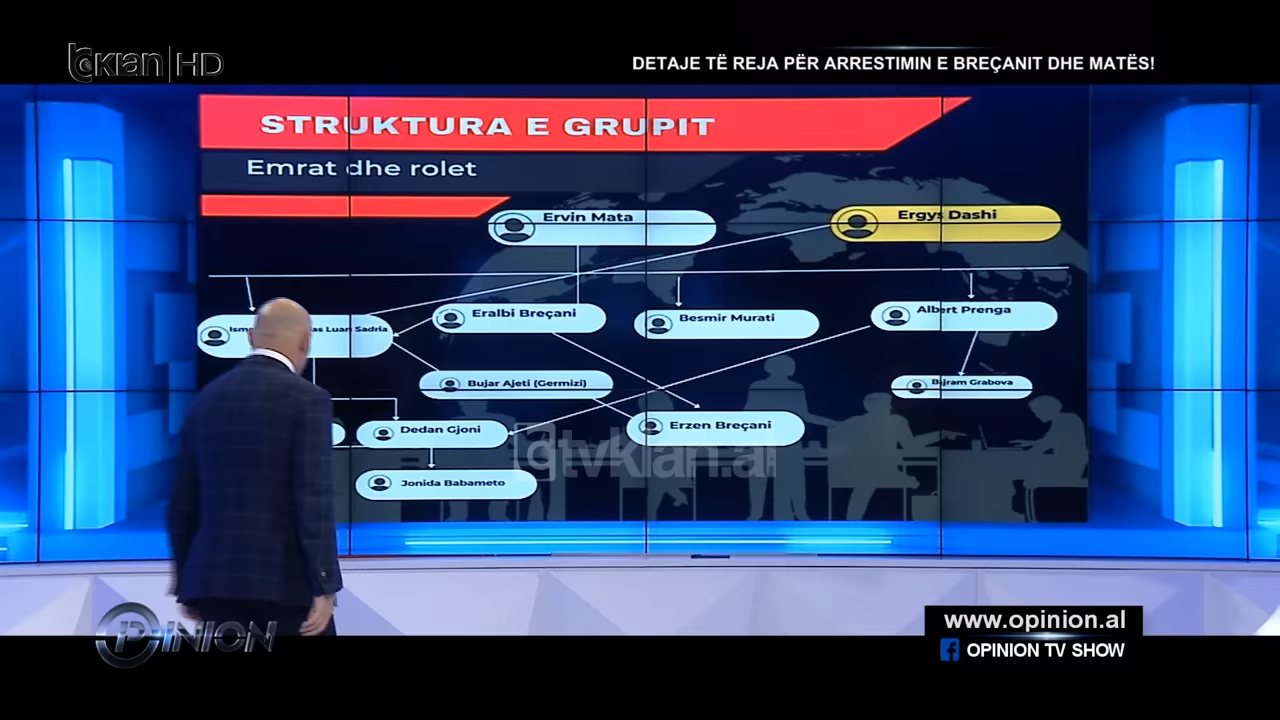 tvklan HD
DETAJE TË REJA PËR ARRESTIMIN E BREÇANIT DHE MATËS!
STRUKTURA E GRUPIT
Emrat dhe rolet
Ervin Mata
Ergys Dashi
Luan Sadria
Eralbi Breçani
Besmir Murati
Albert Prenga
Bujar Ajeti (Germizi)
Bajram Grabova
Dedan Gjoni
Erzen Breçani
tvklan.al
Jonida Babameto
OPINION
www.opinion.al
OPINION TV SHOW